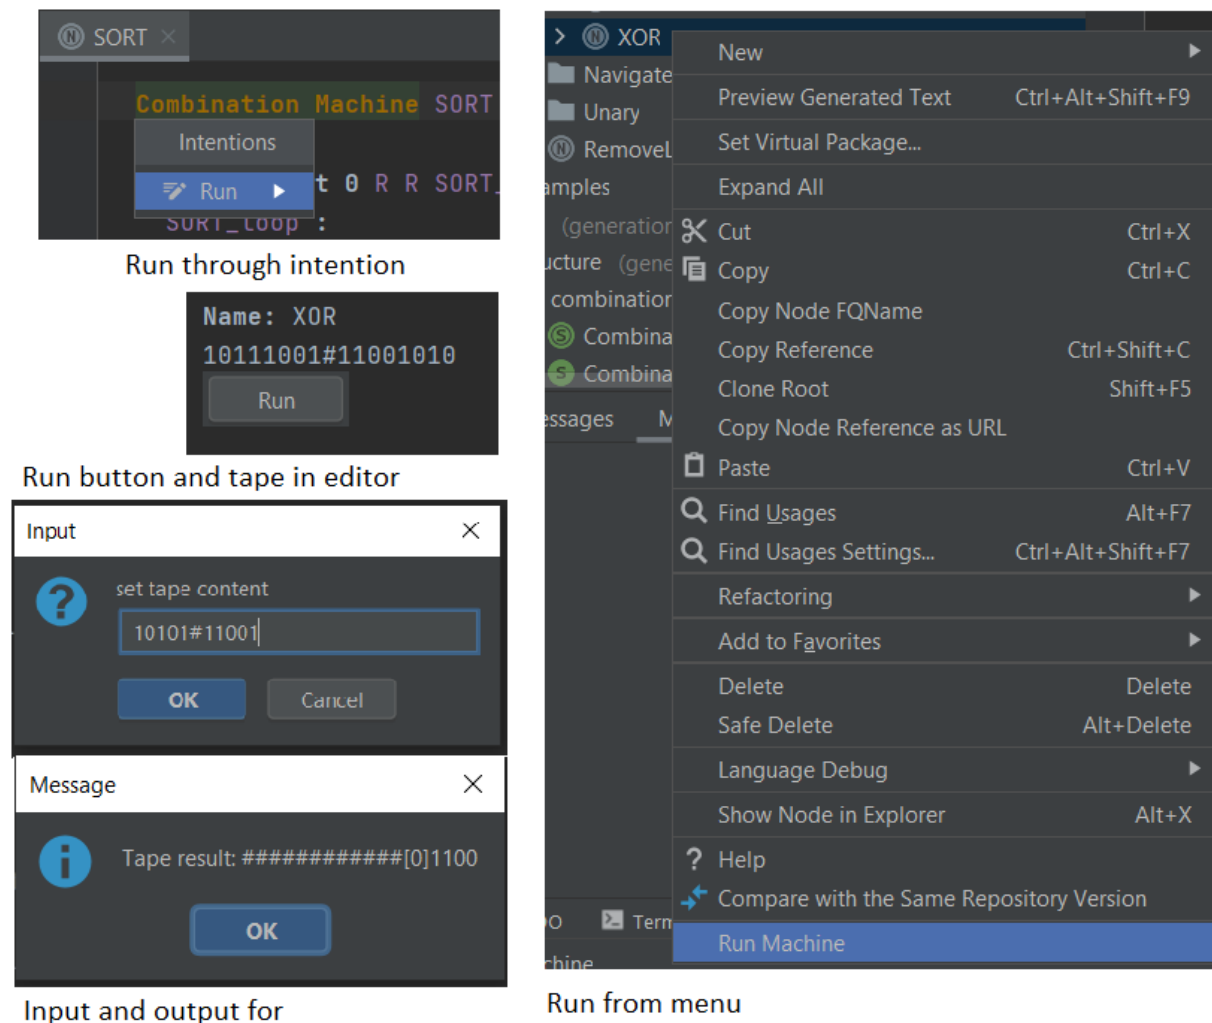 SORT
Combination Machine SORT
Intentions
Run
t 0 R R SORT_
SORT_loop :
Run through intention
Name: XOR
10111001#11001010
Run
Run button and tape in editor
Input
set tape content
10101#11001
OK Cancel
Message
Tape result: ############[0]1100
OK
Input and output for
XOR
Navigate
Unary
RemoveL
amples
(generation
ucture (gene
combination
Combina
Combina
essages M
New
Preview Generated Text Ctrl+Alt+Shift+F9
Set Virtual Package...
Expand All
Cut Ctrl+X
Copy Ctrl+C
Copy Node FQName
Copy Reference Ctrl+Shift+C
Clone Root Shift+F5
Copy Node Reference as URL
Paste Ctrl+V
Find Usages Alt+F7
Find Usages Settings... Ctrl+Alt+Shift+F7
Refactoring
Add to Favorites
Delete Delete
Safe Delete Alt+Delete
Language Debug
Show Node in Explorer Alt+X
Help
Compare with the Same Repository Version
Run Machine
Term
chine
Run from menu